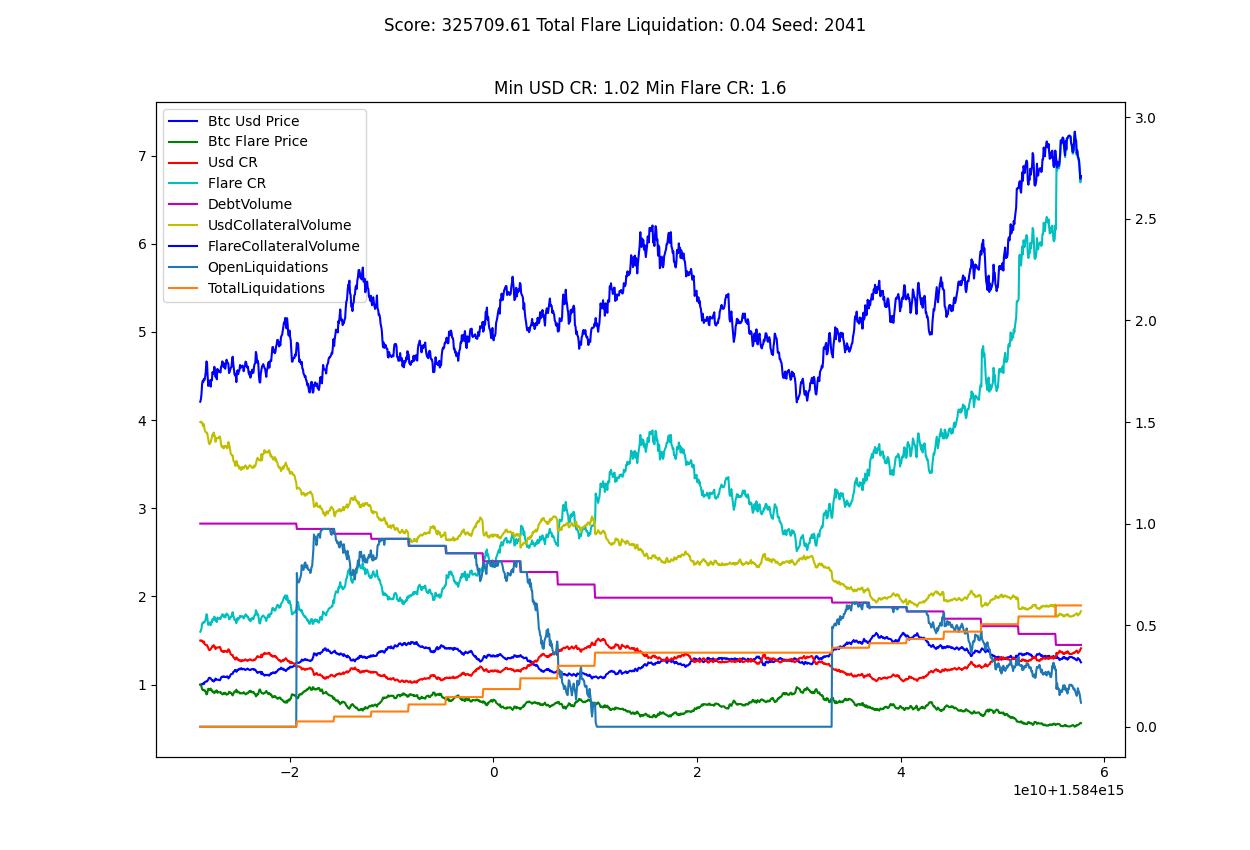 Score: 325709.61 Total Flare Liquidation: 0.04 Seed: 2041
Min USD CR: 1.02 Min Flare CR: 1.6
Btc Usd Price
Btc Flare Price
Usd CR
Flare CR
DebtVolume
UsdCollateralVolume
FlareCollateralVolume
OpenLiquidations
TotalLiquidations
7
6
5
4
3
2
1
3.0
2.5
2.0
1.5
1.0
0.5
0.0
−2 0 2 4 6
1e10+1.584e15